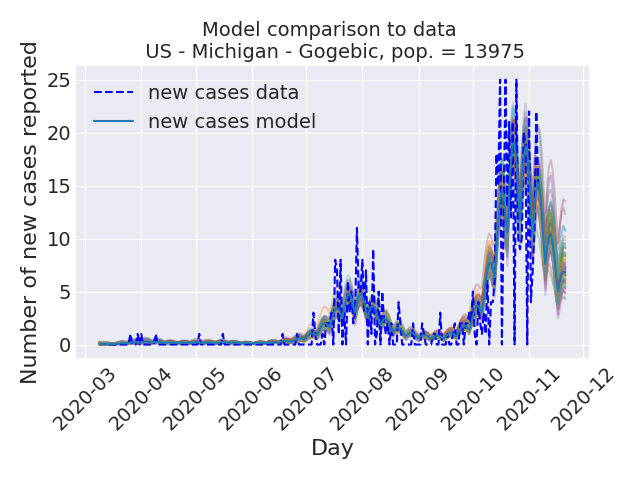 Model comparison to data
US - Michigan - Gogebic, pop. = 13975
Number of new cases reported
25
20
15
10
5
0
new cases data
new cases model
2020-03
2020-04
2020-05
2020-06
2020-07
2020-08
2020-09
2020-10
2020-11
2020-12
Day